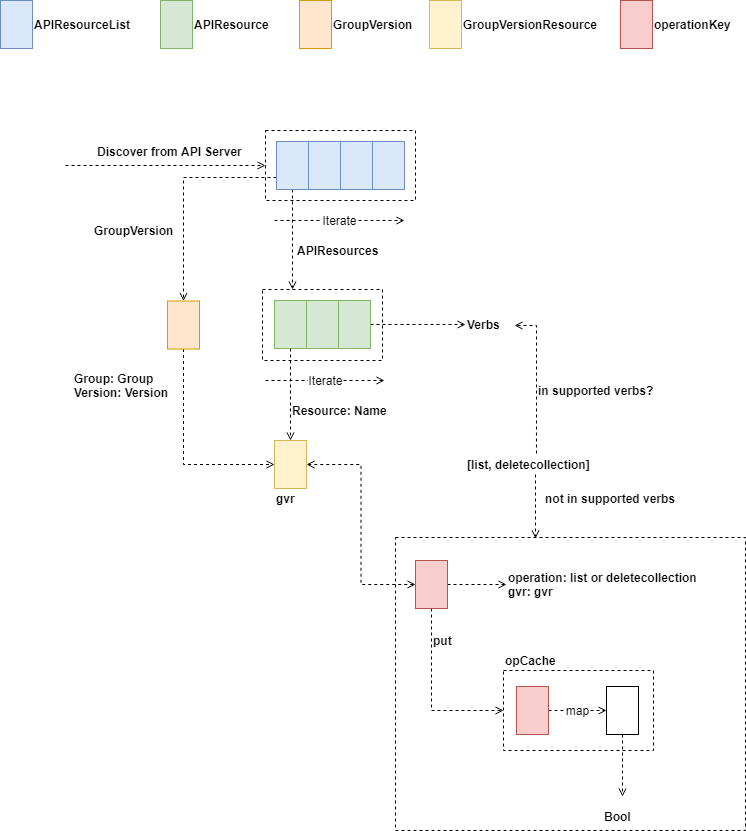 APIResourceList
APIResource
GroupVersion
GroupVersionResource
operationKey
Discover from API Server
Iterate
GroupVersion
APIResources
Verbs
Iterate
Group: Group
Version: Version
in supported verbs?
Resource: Name
[list, deletecollection]
gvr
not in supported verbs
operation: list or deletecollection
gvr: gvr
put
opCache
map
Bool